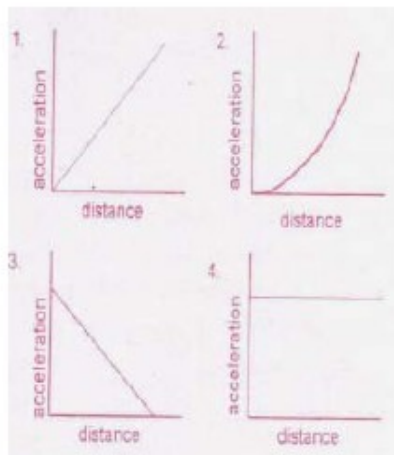 1.
acceleration
distance
2.
acceleration
distance
3.
acceleration
distance
4.
acceleration
distance